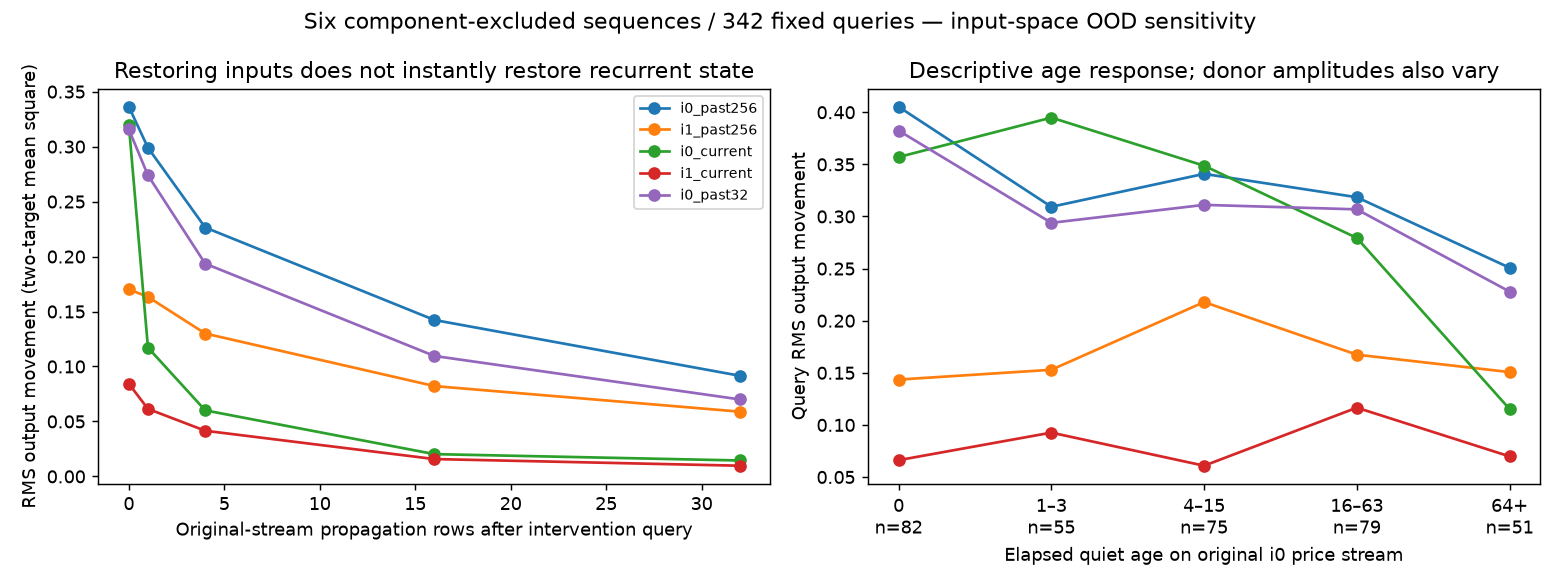 Six component-excluded sequences / 342 fixed queries — input-space OOD sensitivity
Restoring inputs does not instantly restore recurrent state
RMS output movement (two-target mean square)
0.35
0.30
0.25
0.20
0.15
0.10
0.05
0.00
i0_past256
i1_past256
i0_current
i1_current
i0_past32
0
5
10
15
20
25
30
Original-stream propagation rows after intervention query
Descriptive age response; donor amplitudes also vary
Query RMS output movement
0.40
0.35
0.30
0.25
0.20
0.15
0.10
0.05
0
n=82
1–3
n=55
4–15
n=75
16–63
n=79
64+
n=51
Elapsed quiet age on original i0 price stream